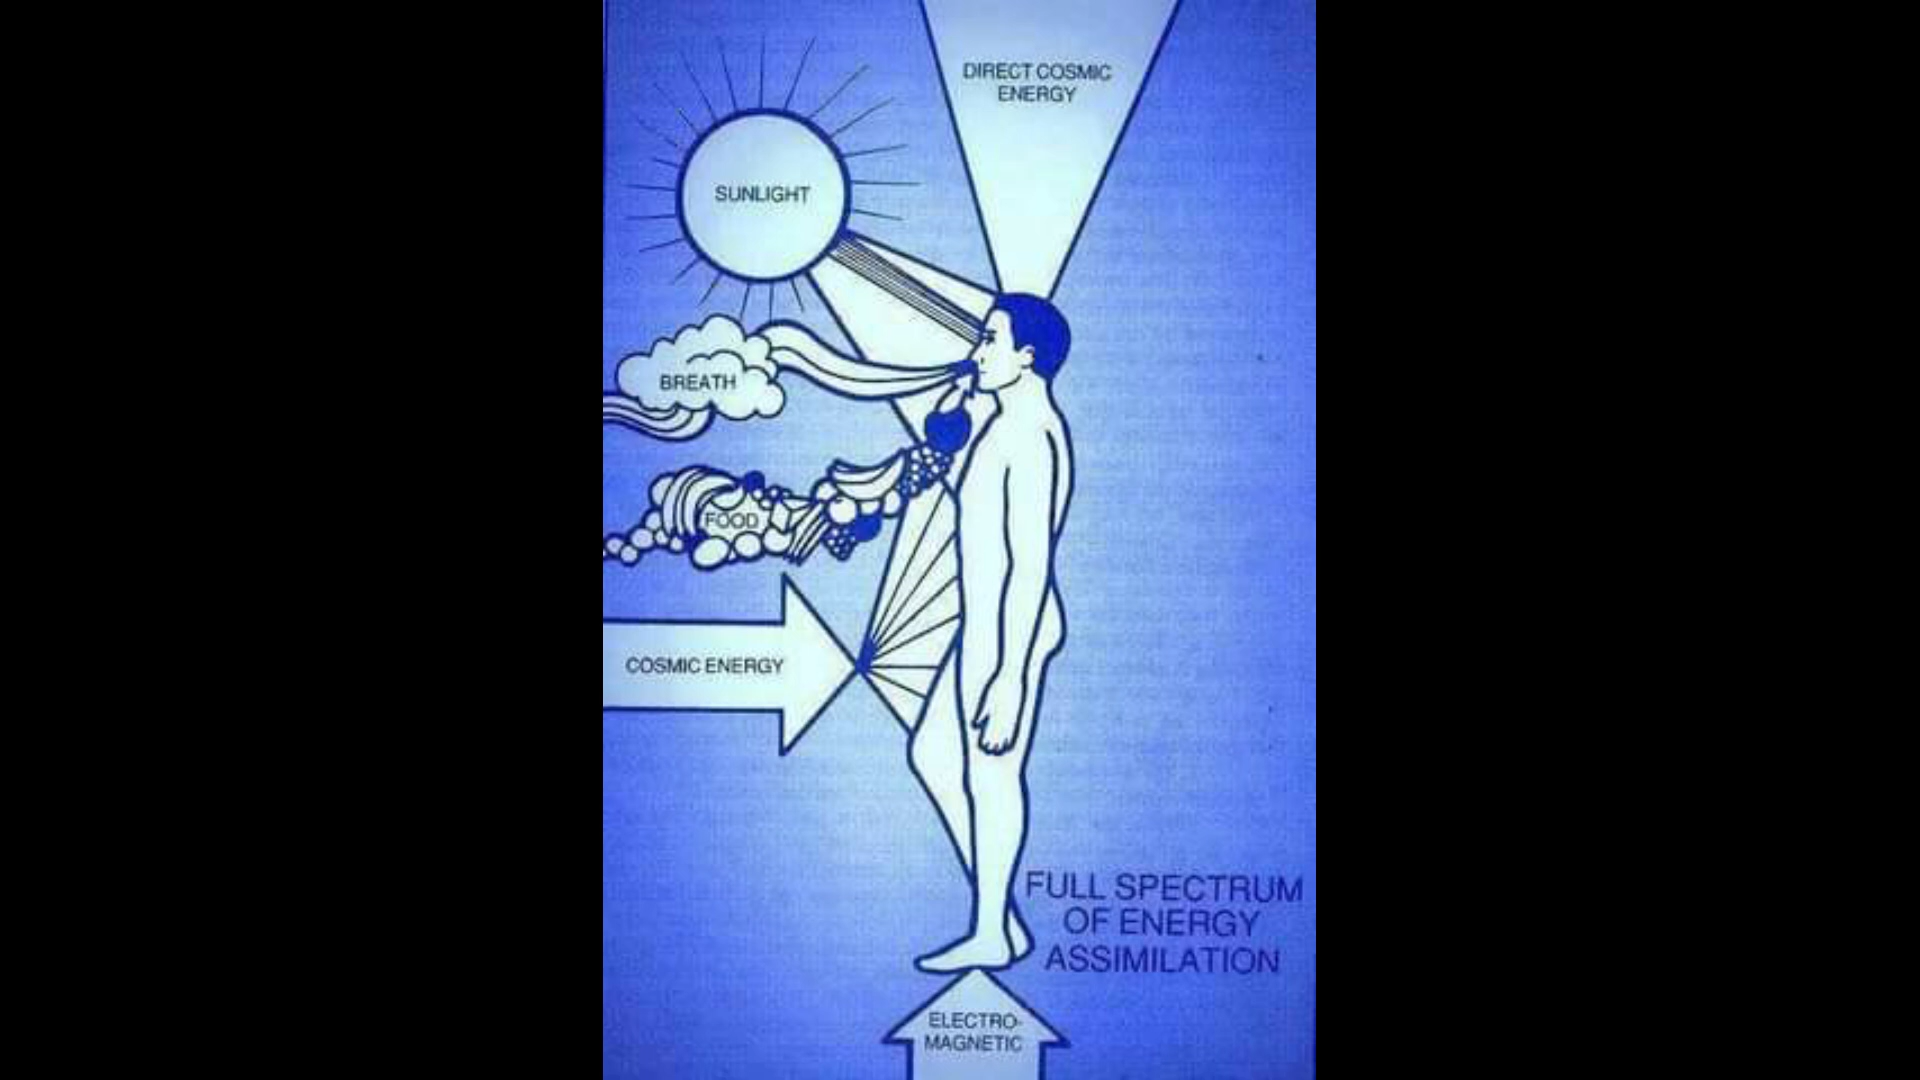 DIRECT COSMIC
ENERGY
SUNLIGHT
BREATH
FOOD
COSMIC ENERGY
FULL SPECTRUM
OF ENERGY
ASSIMILATION
ELECTRO-
MAGNETIC